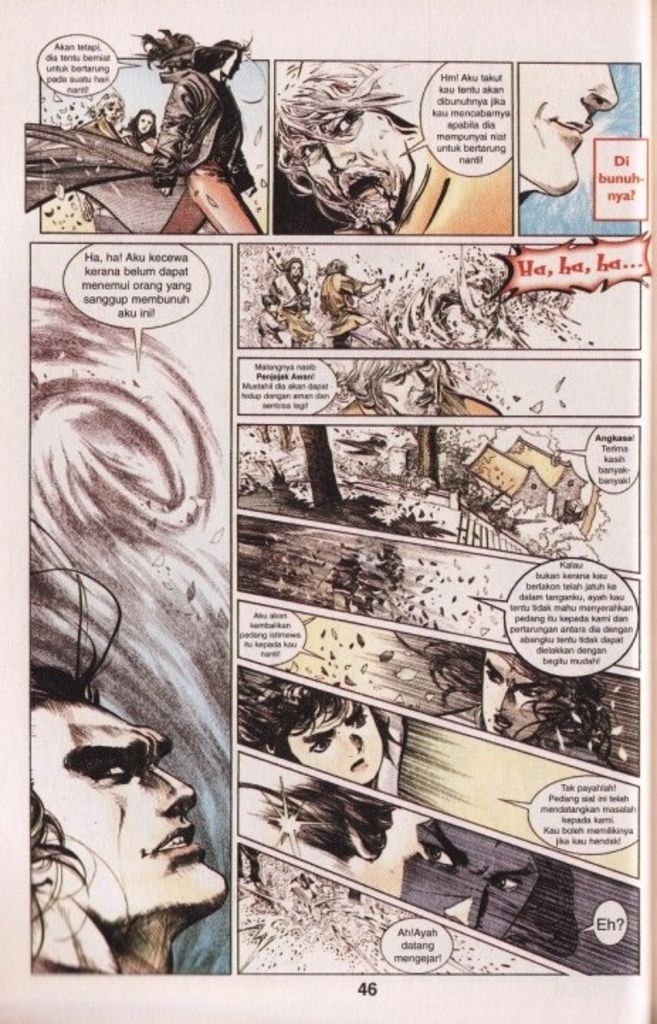 Akan tetapi,
dia tentu berniat
untuk bertarung
pada suatu hari
nanti!
Hm! Aku takut
kau tentu akan
dibunuhnya jika
kau mencabarnya
apabila dia
mempunyai niat
untuk bertarung
nanti!
Di
bunuh-
nya?
Ha, ha! Aku kecewa
kerana belum dapat
menemui orang yang
sanggup membunuh
aku ini!
Ha, ha, ha...
Malangnya nasib
Penjejak Awan!
Mustahil dia akan dapat
hidup dengan aman dan
sentosa lagi!
Angkasa!
Terima
kasih
banyak-
banyak!
Kalau
bukan kerana kau
berlakon telah jatuh ke
dalam tanganku, ayah kau
tentu tidak mahu menyerahkan
pedang itu kepada kami dan
pertarungan antara dia dengan
abangku tentu tidak dapat
dielakkan dengan
begitu mudah!
Aku akan
kembalikan
pedang istimewa
itu kepada kau
nanti!
Tak payahlah!
Pedang sial ini telah
mendatangkan masalah
kepada kami.
Kau boleh memilikinya
jika kau hendak!
Eh?
Ah!Ayah
datang
mengejar!
46